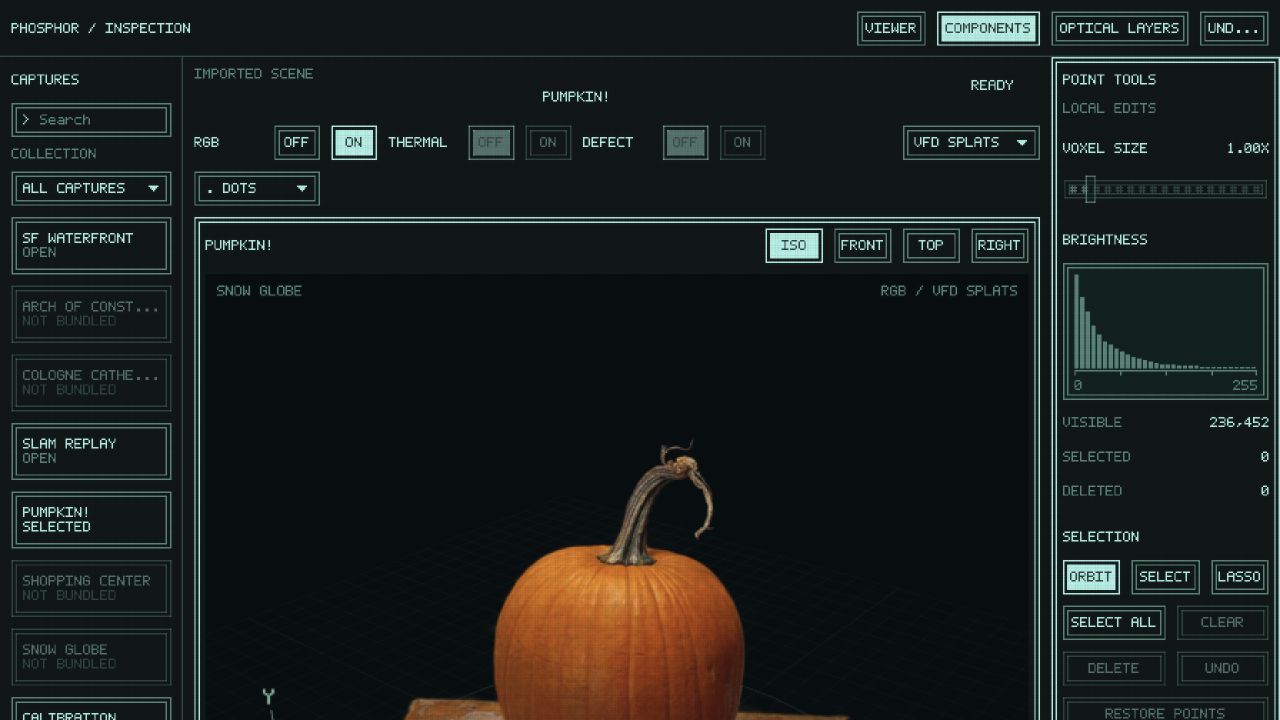 PHOSPHOR / INSPECTION
VIEWER
COMPONENTS
OPTICAL LAYERS
UND...
CAPTURES
> Search
COLLECTION
ALL CAPTURES
SF WATERFRONT
OPEN
ARCH OF CONST...
NOT BUNDLED
COLOGNE CATHE...
NOT BUNDLED
SLAM REPLAY
OPEN
PUMPKIN!
SELECTED
SHOPPING CENTER
NOT BUNDLED
SNOW GLOBE
NOT BUNDLED
CALIBRATION
IMPORTED SCENE
PUMPKIN!
READY
RGB
OFF
ON
THERMAL
OFF
ON
DEFECT
OFF
ON
VFD SPLATS
. DOTS
PUMPKIN!
ISO
FRONT
TOP
RIGHT
SNOW GLOBE
RGB / VFD SPLATS
Y
POINT TOOLS
LOCAL EDITS
VOXEL SIZE
1.00X
BRIGHTNESS
0
255
VISIBLE
236,452
SELECTED
0
DELETED
0
SELECTION
ORBIT
SELECT
LASSO
SELECT ALL
CLEAR
DELETE
UNDO
RESTORE POINTS